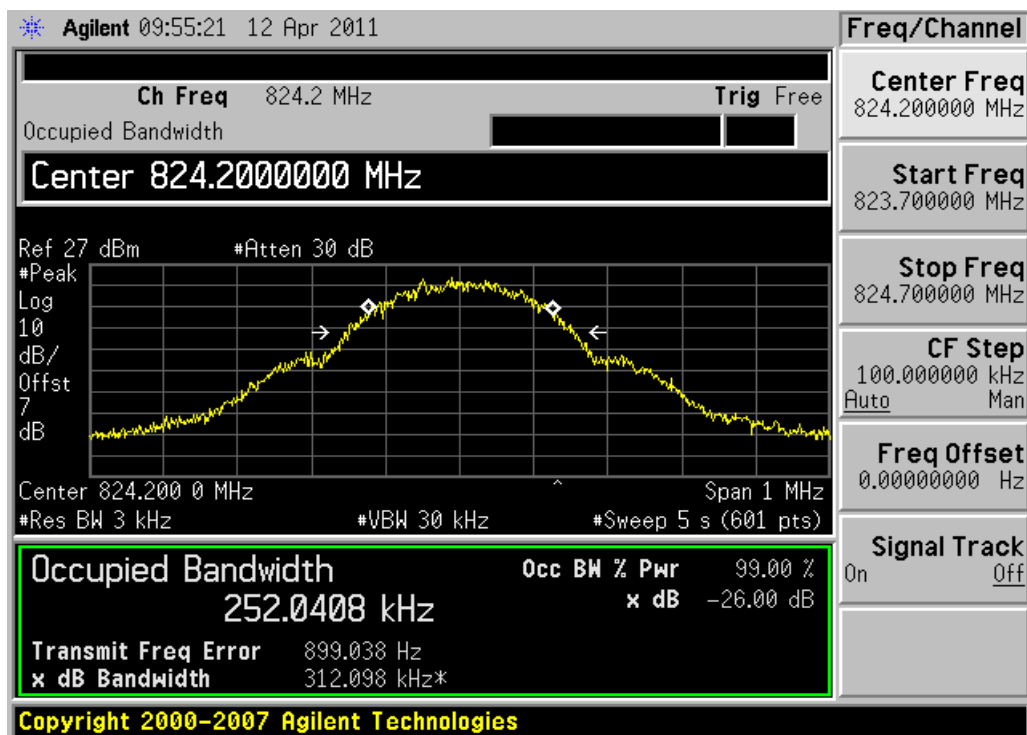 Agilent 09:55:21 12 Apr 2011
Freq/Channel
Ch Freq 824.2 MHz Trig Free
Occupied Bandwidth
Center 824.2000000 MHz
Ref 27 dBm #Atten 30 dB
#Peak
Log
10
dB/
Offst
7
dB
Center 824.200 0 MHz Span 1 MHz
#Res BW 3 kHz #VBW 30 kHz #Sweep 5 s (601 pts)
Occupied Bandwidth Occ BW % Pwr 99.00 %
252.0408 kHz x dB -26.00 dB
Transmit Freq Error 899.038 Hz
x dB Bandwidth 312.098 kHz*
Copyright 2000-2007 Agilent Technologies
Center Freq
824.200000 MHz
Start Freq
823.700000 MHz
Stop Freq
824.700000 MHz
CF Step
100.000000 kHz
Auto Man
Freq Offset
0.00000000 Hz
Signal Track
On Off